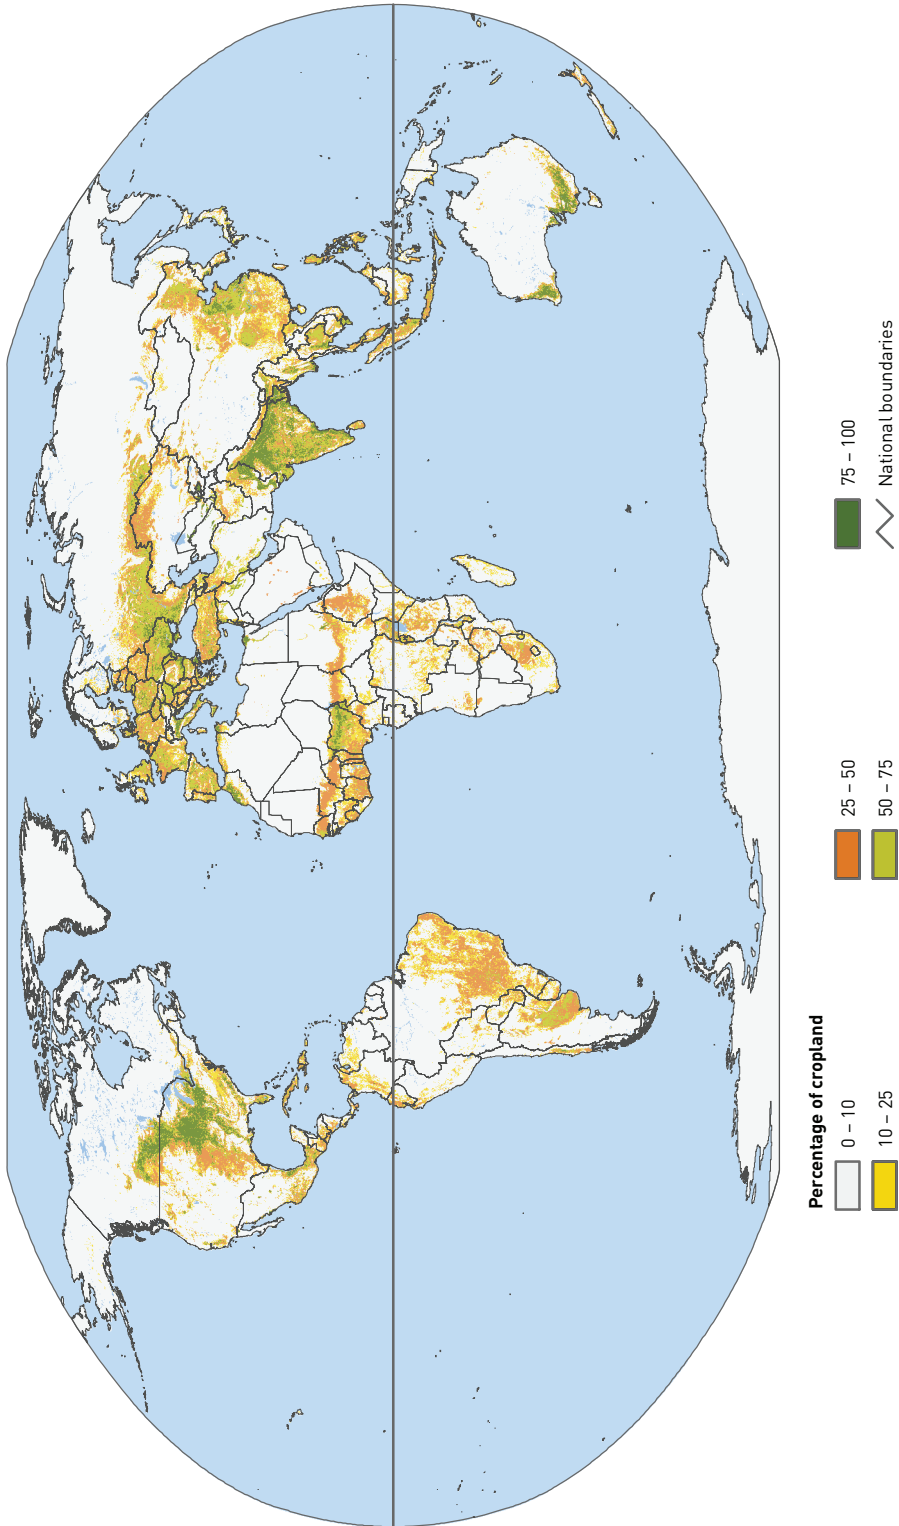 Percentage of cropland
0 – 10
10 – 25
25 – 50
50 – 75
75 – 100
National boundaries